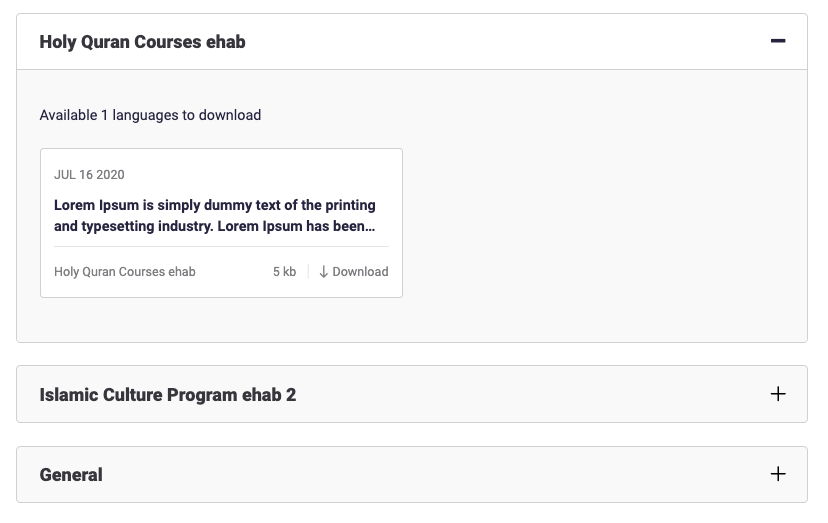 Holy Quran Courses ehab
Available 1 languages to download
JUL 16 2020
Lorem Ipsum is simply dummy text of the printing
and typesetting industry. Lorem Ipsum has been...
Holy Quran Courses ehab 5 kb Download
Islamic Culture Program ehab 2
General